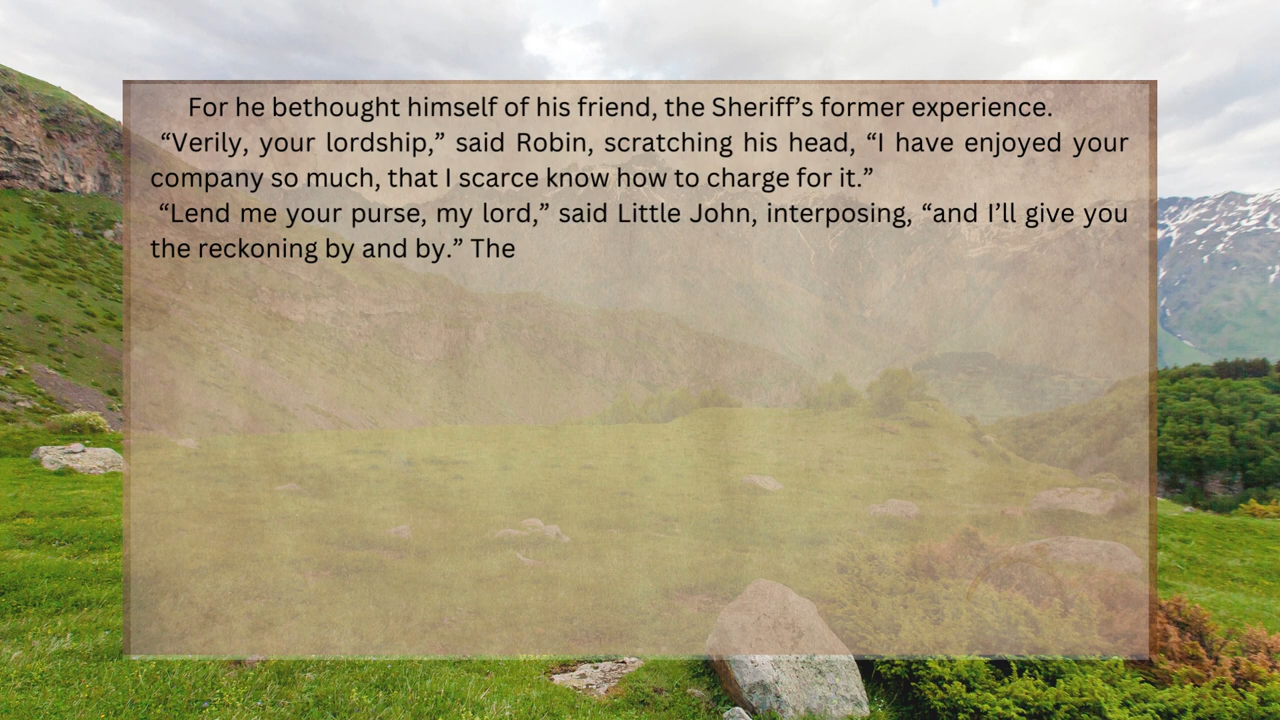 For he bethought himself of his friend, the Sheriff’s former experience.
“Verily, your lordship,” said Robin, scratching his head, “I have enjoyed your
company so much, that I scarce know how to charge for it.”
“Lend me your purse, my lord,” said Little John, interposing, “and I’ll give you
the reckoning by and by.” The